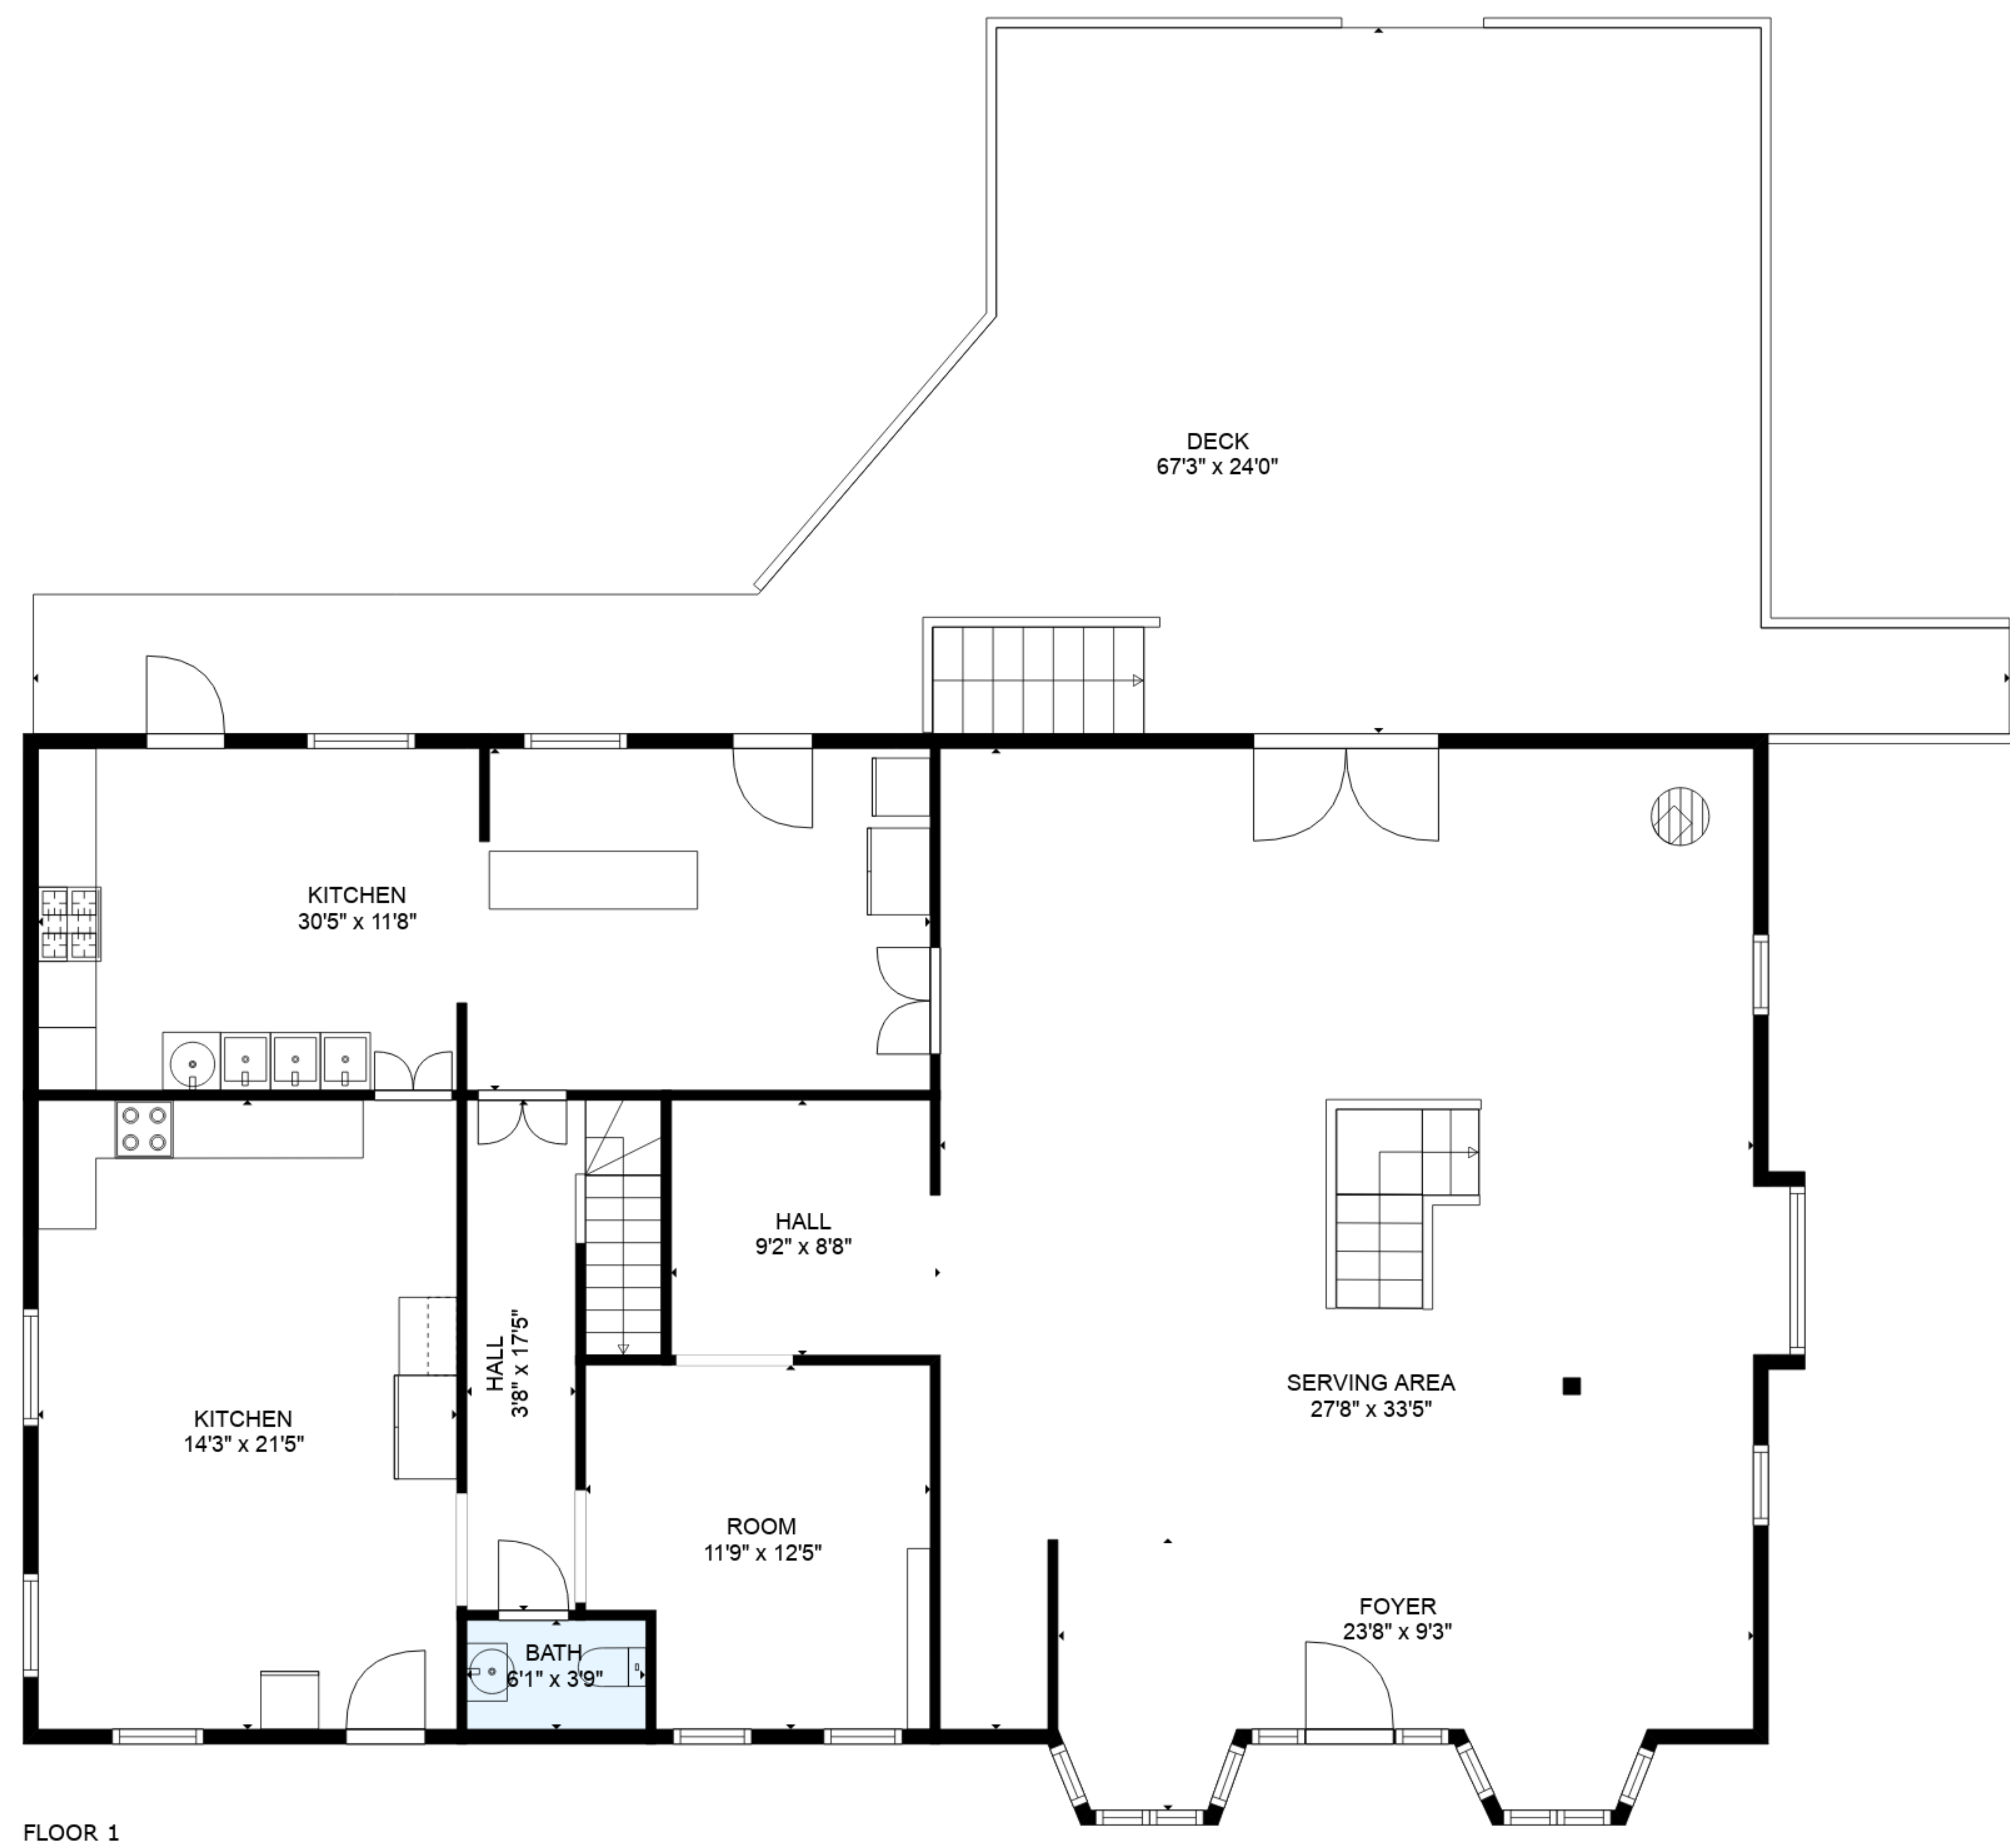 DECK
67'3" x 24'0"
KITCHEN
30'5" x 11'8"
HALL
9'2" x 8'8"
HALL
3'8" x 17'5"
SERVING AREA
27'8" x 33'5"
KITCHEN
14'3" x 21'5"
ROOM
11'9" x 12'5"
FOYER
23'8" x 9'3"
BATH
6'1" x 3'9"
FLOOR 1